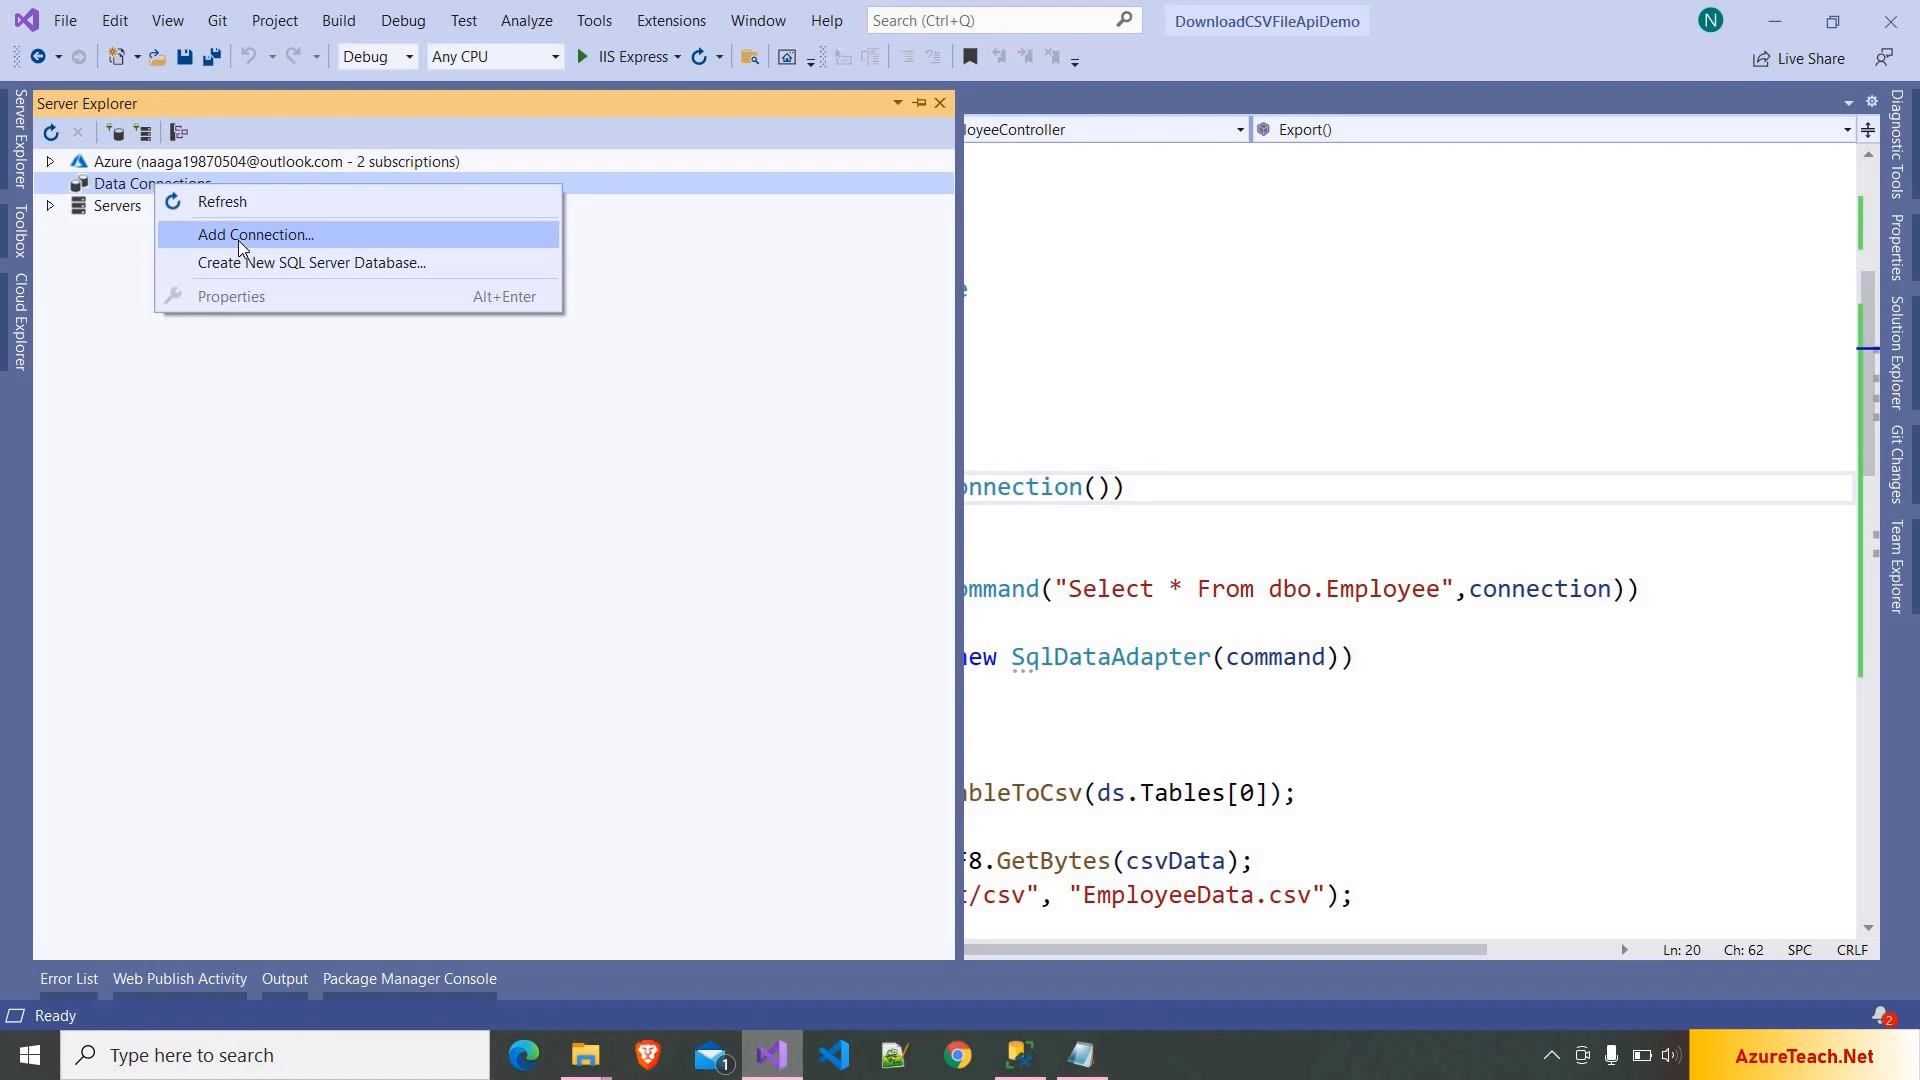 File Edit View Git Project Build Debug Test Analyze Tools Extensions Window Help Search (Ctrl+Q) DownloadCSVFileApiDemo N
Debug Any CPU IIS Express Live Share
Server Explorer
Toolbox
Cloud Explorer
Server Explorer
Azure (naaga19870504@outlook.com - 2 subscriptions)
Data Connections
Servers
Refresh
Add Connection...
Create New SQL Server Database...
Properties Alt+Enter
loyeeController Export()
e
onnection())
ommand("Select * From dbo.Employee",connection))
new SqlDataAdapter(command))
ableToCsv(ds.Tables[0]);
F8.GetBytes(csvData);
t/csv", "EmployeeData.csv");
Ln: 20 Ch: 62 SPC CRLF
Diagnostic Tools
Properties
Solution Explorer
Git Changes
Team Explorer
Error List Web Publish Activity Output Package Manager Console
Ready 2
Type here to search 1 AzureTeach.Net